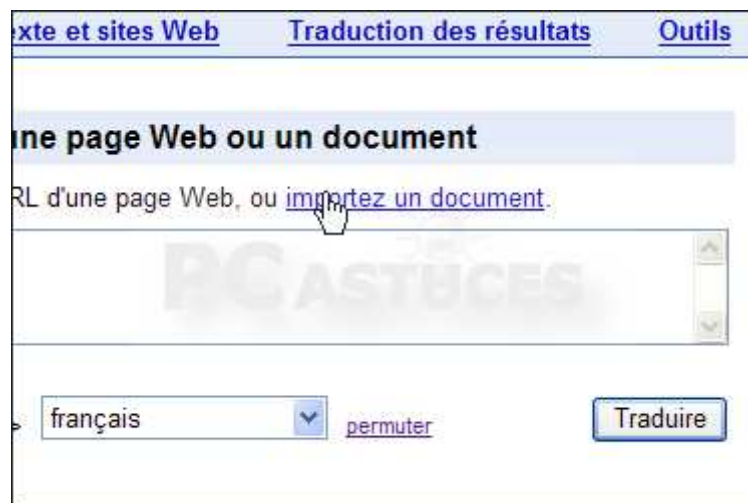 xte et sites Web Traduction des résultats Outils
une page Web ou un document
RL d'une page Web, ou importez un document.
PC ASTUCES
français permuter Traduire